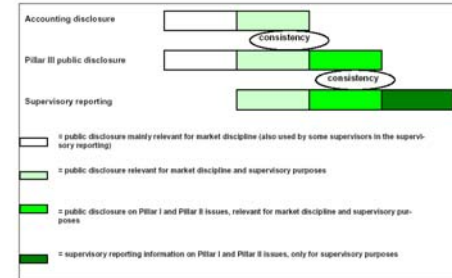 Accounting disclosure
consistency
Pillar III public disclosure
consistency
Supervisory reporting
= public disclosure mainly relevant for market discipline (also used by some supervisors in the supervi-
sory reporting)
= public disclosure relevant for market discipline and supervisory purposes
= public disclosure on Pillar I and Pillar II issues, relevant for market discipline and supervisory pur-
poses
= supervisory reporting information on Pillar I and Pillar II issues, only for supervisory purposes